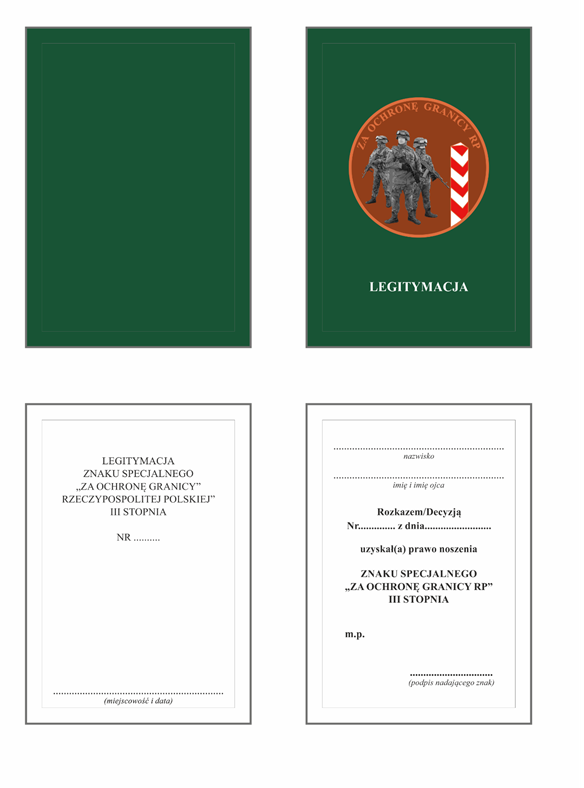 ZA OCHRONĘ GRANICY RP
LEGITYMACJA
LEGITYMACJA
ZNAKU SPECJALNEGO
„ZA OCHRONĘ GRANICY”
RZECZYPOSPOLITEJ POLSKIEJ”
III STOPNIA
NR ..........
................................................................
(miejscowość i data)
................................................................
nazwisko
................................................................
imię i imię ojca
Rozkazem/Decyzją
Nr.............. z dnia.........................
uzyskał(a) prawo noszenia
ZNAKU SPECJALNEGO
„ZA OCHRONĘ GRANICY RP”
III STOPNIA
m.p.
...............................
(podpis nadającego znak)